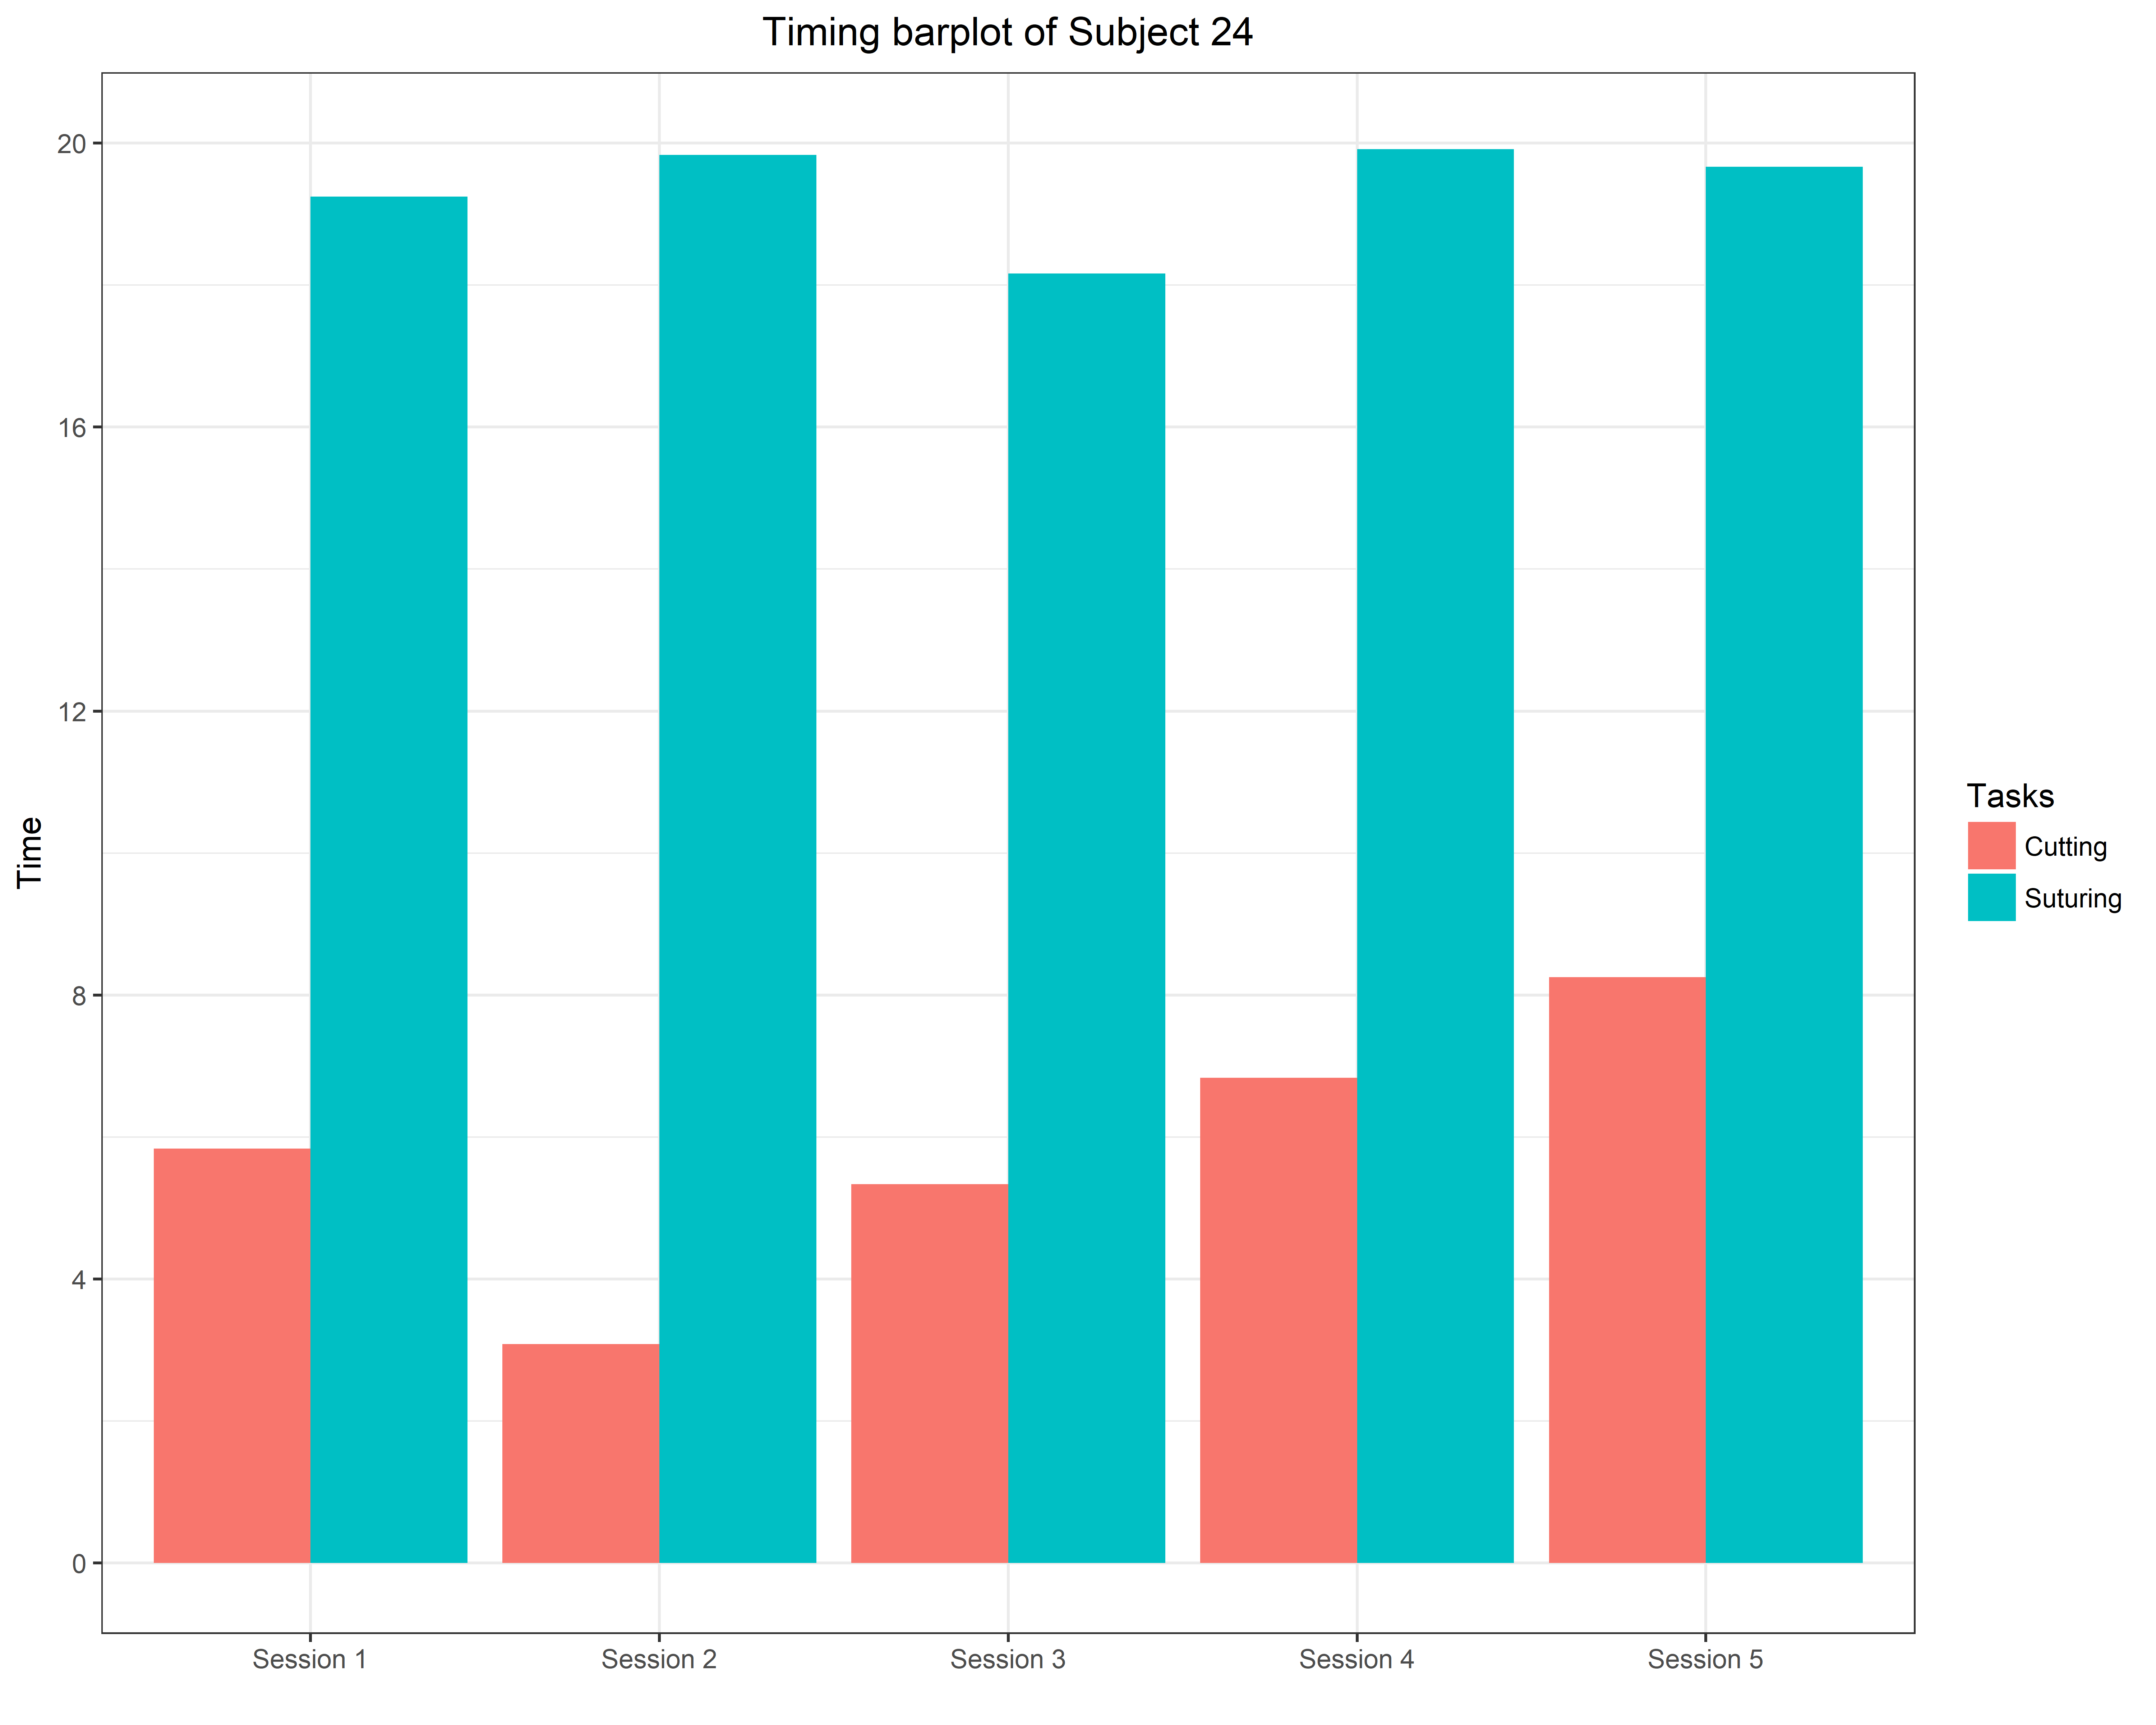 Timing barplot of Subject 24
Time
20
16
12
8
4
0
Session 1
Session 2
Session 3
Session 4
Session 5
Tasks
Cutting
Suturing